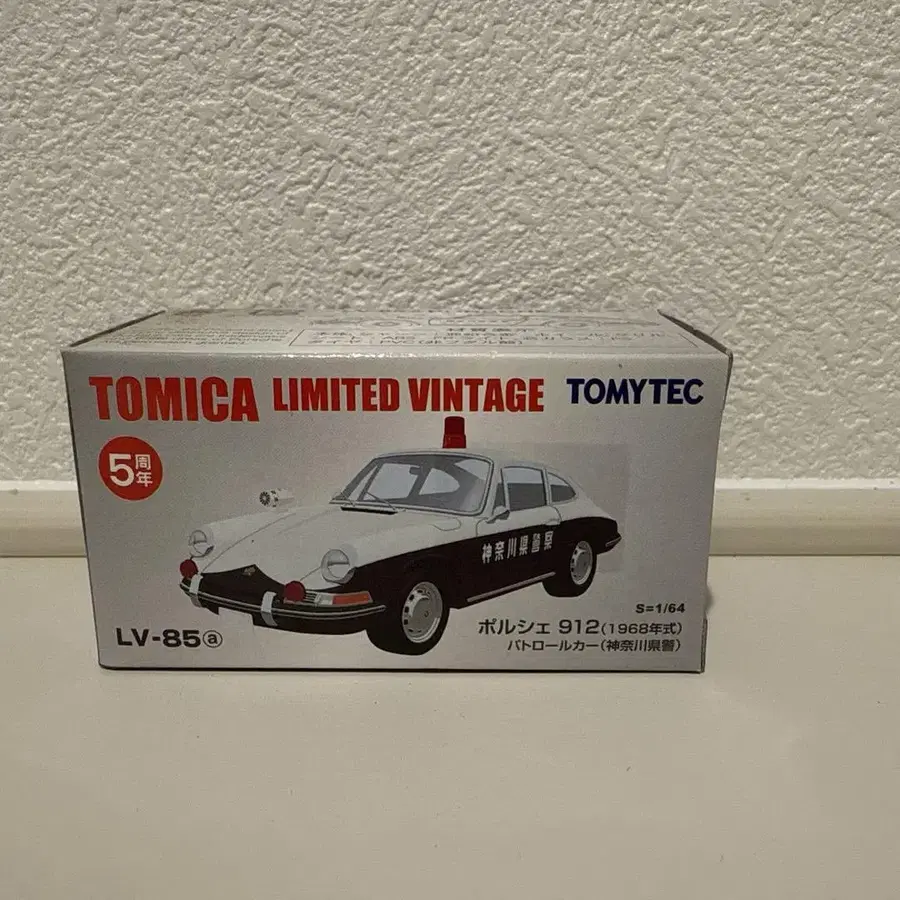 TOMICA LIMITED VINTAGE TOMYTEC
5周年
神奈川県警察
S=1/64
LV-85ⓐ
ポルシェ 912(1968年式)
パトロールカー(神奈川県警)